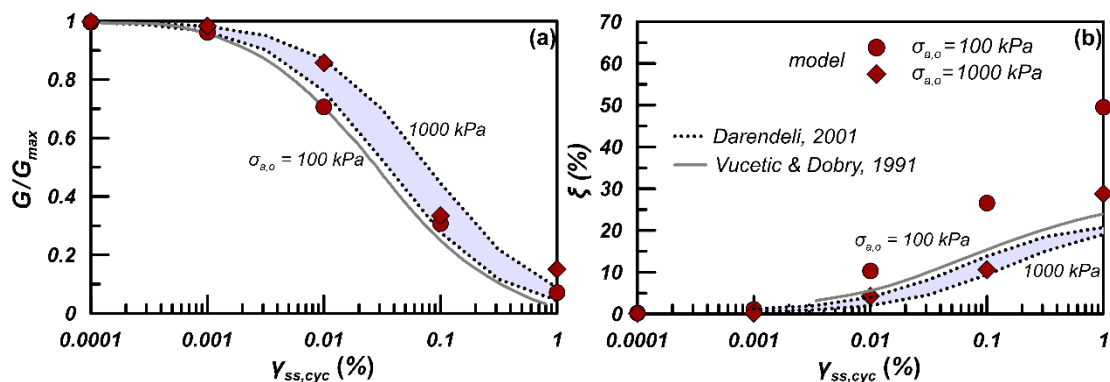 (a)
1
0.8
0.6
0.4
0.2
0
G/Gmax
1000 kPa
σa,o = 100 kPa
0.0001 0.001 0.01 0.1 1
γss,cyc (%)
(b)
70
60
50
40
30
20
10
0
ξ (%)
model
σa,o = 100 kPa
σa,o = 1000 kPa
Darendeli, 2001
Vucetic & Dobry, 1991
σa,o = 100 kPa
1000 kPa
0.0001 0.001 0.01 0.1 1
γss,cyc (%)